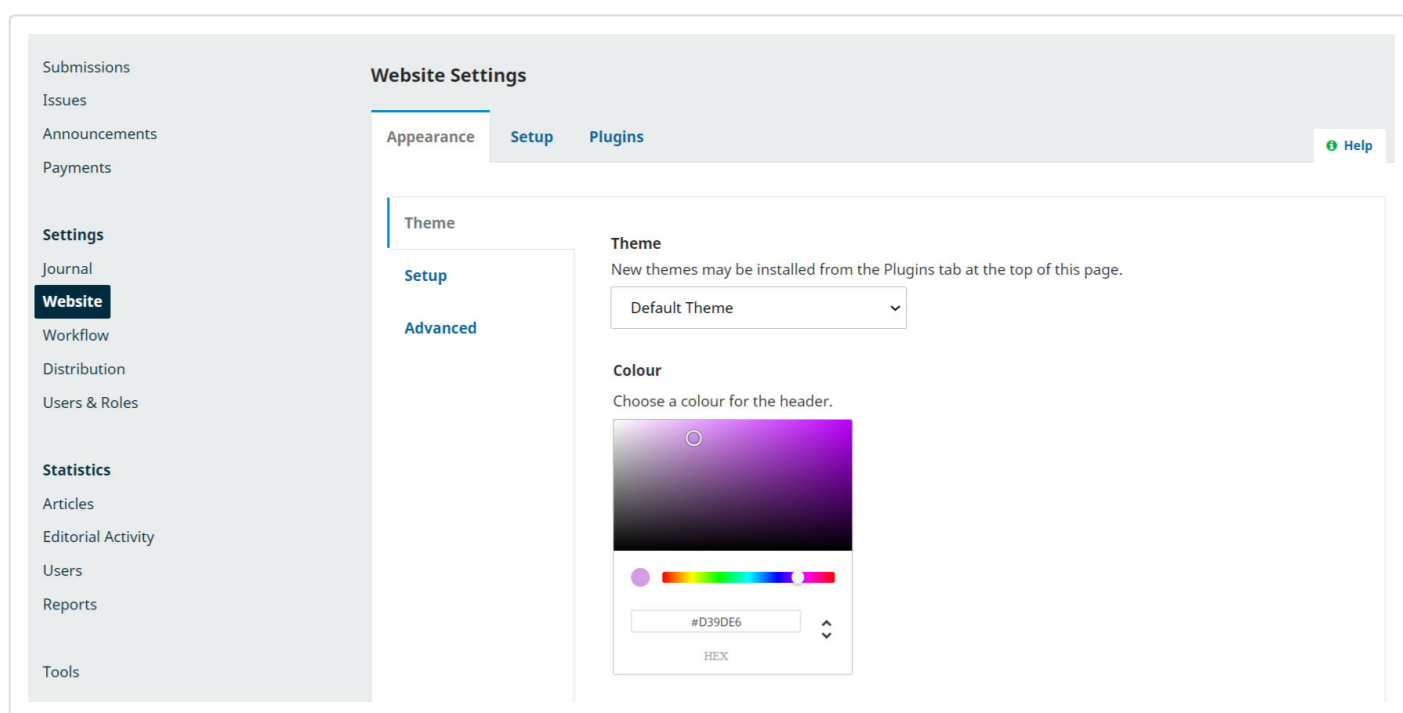 Submissions
Issues
Announcements
Payments
Settings
Journal
Website
Workflow
Distribution
Users & Roles
Statistics
Articles
Editorial Activity
Users
Reports
Tools
Website Settings
Appearance
Setup
Plugins
Help
Theme
Setup
Advanced
Theme
New themes may be installed from the Plugins tab at the top of this page.
Default Theme
Colour
Choose a colour for the header.
#D39DE6
HEX